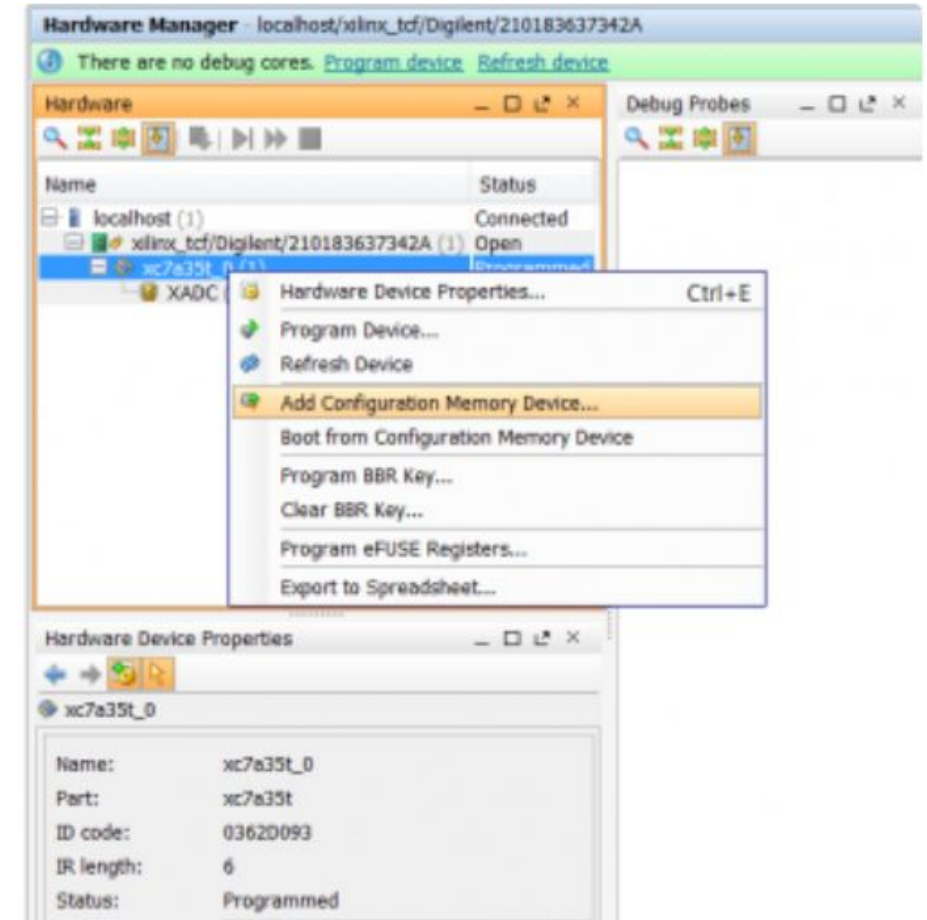 Hardware Manager - localhost/xilinx_tcf/Digilent/210183637342A
There are no debug cores. Program device Refresh device
Hardware
Debug Probes
Name Status
localhost (1) Connected
xilinx_tcf/Digilent/210183637342A (1) Open
xc7a35t_0 (1) Programmed
XADC
Hardware Device Properties... Ctrl+E
Program Device...
Refresh Device
Add Configuration Memory Device...
Boot from Configuration Memory Device
Program BBR Key...
Clear BBR Key...
Program eFUSE Registers...
Export to Spreadsheet...
Hardware Device Properties
xc7a35t_0
Name: xc7a35t_0
Part: xc7a35t
ID code: 0362D093
IR length: 6
Status: Programmed